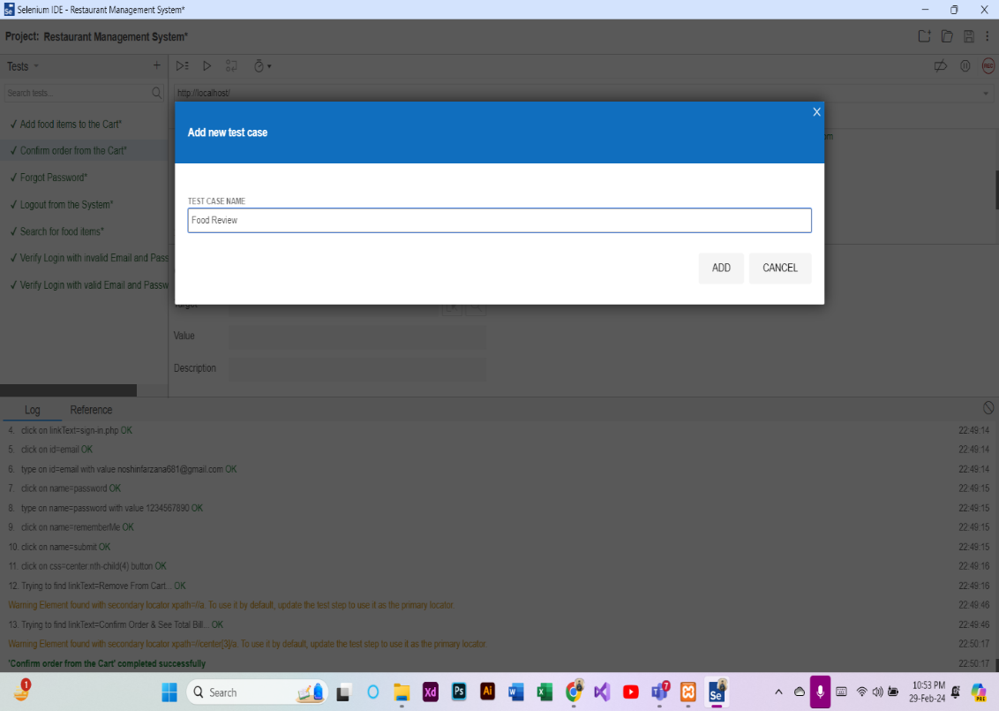 Selenium IDE - Restaurant Management System*
Project: Restaurant Management System*
Tests
Search tests...
http://localhost/
✓ Add food items to the Cart*
✓ Confirm order from the Cart*
✓ Forgot Password*
✓ Logout from the System*
✓ Search for food items*
✓ Verify Login with invalid Email and Pass
✓ Verify Login with valid Email and Passw
Add new test case
X
TEST CASE NAME
Food Review
ADD
CANCEL
Value
Description
Log
Reference
4. click on linkText=sign-in.php OK 22:49:14
5. click on id=email OK 22:49:14
6. type on id=email with value noshinfarzana681@gmail.com OK 22:49:14
7. click on name=password OK 22:49:15
8. type on name=password with value 1234567890 OK 22:49:15
9. click on name=rememberMe OK 22:49:15
10. click on name=submit OK 22:49:15
11. click on css=center:nth-child(4) button OK 22:49:16
12. Trying to find linkText=Remove From Cart... OK 22:49:16
Warning Element found with secondary locator xpath=//a. To use it by default, update the test step to use it as the primary locator. 22:49:46
13. Trying to find linkText=Confirm Order & See Total Bill... OK 22:49:46
Warning Element found with secondary locator xpath=//center[3]/a. To use it by default, update the test step to use it as the primary locator. 22:50:17
'Confirm order from the Cart' completed successfully 22:50:17
1
Search
Xd
Ps
Ai
7
Se
10:53 PM
29-Feb-24
PRE